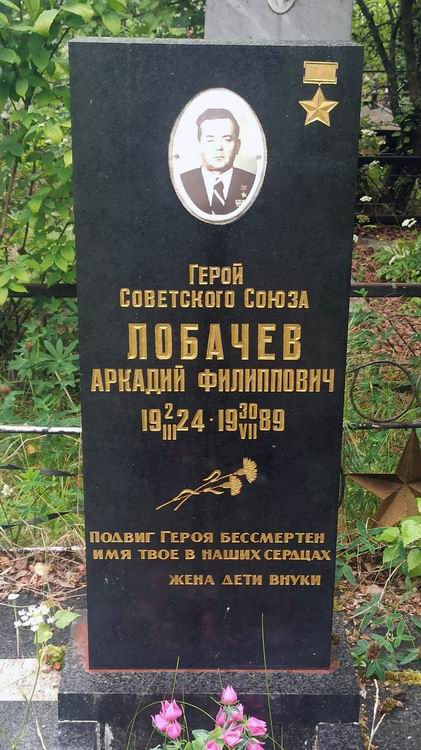 ГЕРОЙ
СОВЕТСКОГО СОЮЗА
ЛОБАЧЕВ
АРКАДИЙ ФИЛИППОВИЧ
19 2/III 24 · 19 30/VII 89
ПОДВИГ ГЕРОЯ БЕССМЕРТЕН
ИМЯ ТВОЕ В НАШИХ СЕРДЦАХ
ЖЕНА ДЕТИ ВНУКИ